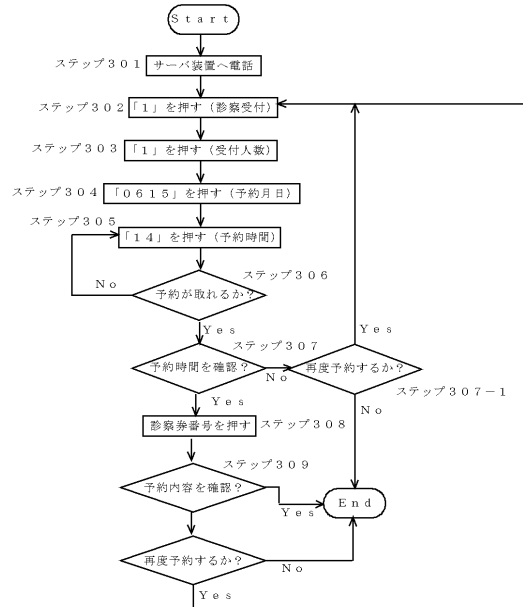 Ｓｔａｒｔ
ステップ３０１
サーバ装置へ電話
ステップ３０２
「１」を押す（診察受付）
ステップ３０３
「１」を押す（受付人数）
ステップ３０４
「０６１５」を押す（予約月日）
ステップ３０５
「１４」を押す（予約時間）
ステップ３０６
Ｎｏ
予約が取れるか？
Ｙｅｓ
Ｙｅｓ
ステップ３０７
予約時間を確認？
Ｎｏ
再度予約するか？
ステップ３０７－１
Ｙｅｓ
Ｎｏ
診察券番号を押す
ステップ３０８
ステップ３０９
予約内容を確認？
Ｙｅｓ
Ｅｎｄ
再度予約するか？
Ｎｏ
Ｙｅｓ